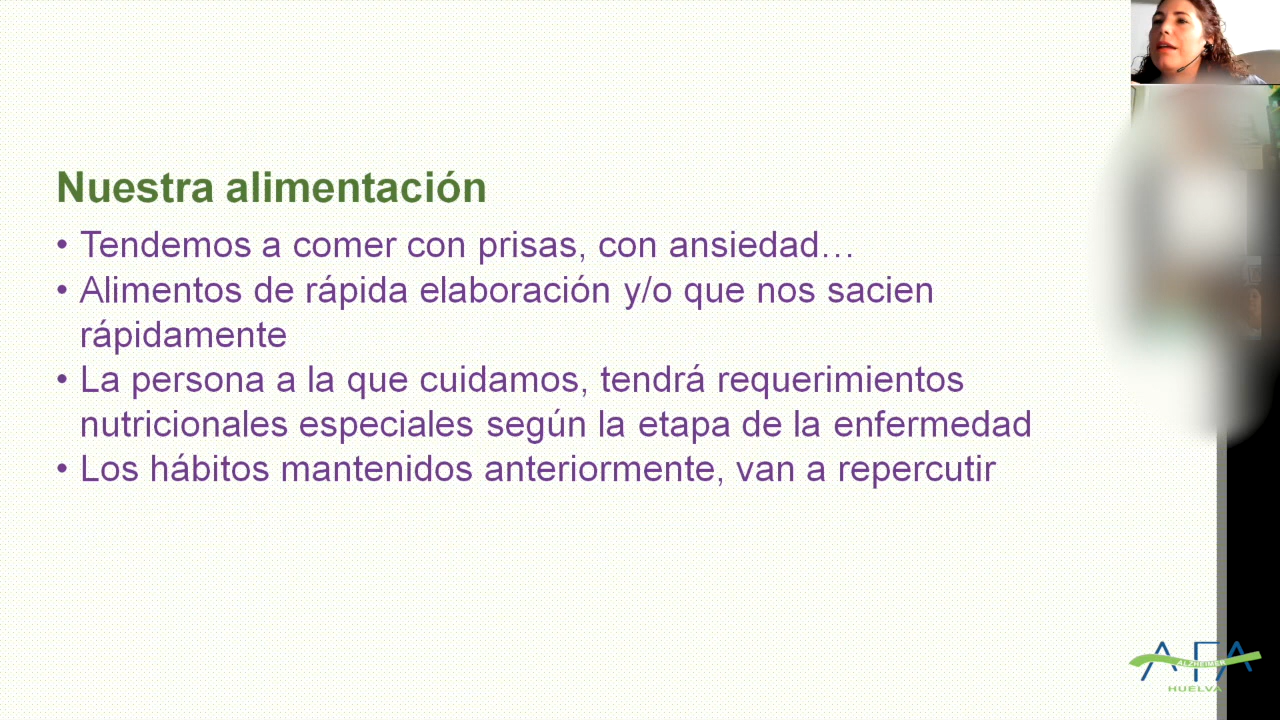 Nuestra alimentación
• Tendemos a comer con prisas, con ansiedad…
• Alimentos de rápida elaboración y/o que nos sacien
rápidamente
• La persona a la que cuidamos, tendrá requerimientos
nutricionales especiales según la etapa de la enfermedad
• Los hábitos mantenidos anteriormente, van a repercutir
AFA
ALZHEIMER
HUELVA